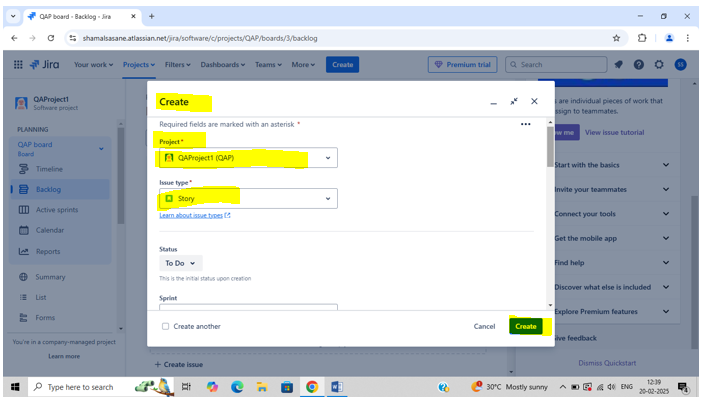 QAP board - Backlog - Jira
shamalsasane.atlassian.net/jira/software/c/projects/QAP/boards/3/backlog
Jira
Your work
Projects
Filters
Dashboards
Teams
More
Create
Premium trial
Search
SS
QAProject1
Software project
PLANNING
QAP board
Board
Timeline
Backlog
Active sprints
Calendar
Reports
Summary
List
Forms
You're in a company-managed project
Learn more
Create
Required fields are marked with an asterisk *
Project*
QAProject1 (QAP)
Issue type*
Story
Learn about issue types
Status
To Do
This is the initial status upon creation
Sprint
Create another
Cancel
Create
Create issue
s are individual pieces of work that
ssign to teammates.
w me
View issue tutorial
Start with the basics
Invite your teammates
Connect your tools
Get the mobile app
Find help
Discover what else is included
Explore Premium features
ive feedback
Dismiss Quickstart
Type here to search
30°C Mostly sunny
ENG
12:39
20-02-2025
4